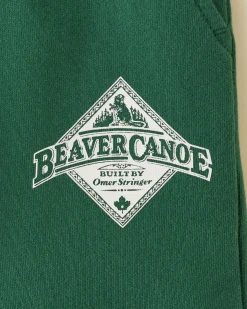 BEAVER CANOE
BUILT BY
Omer Stringer